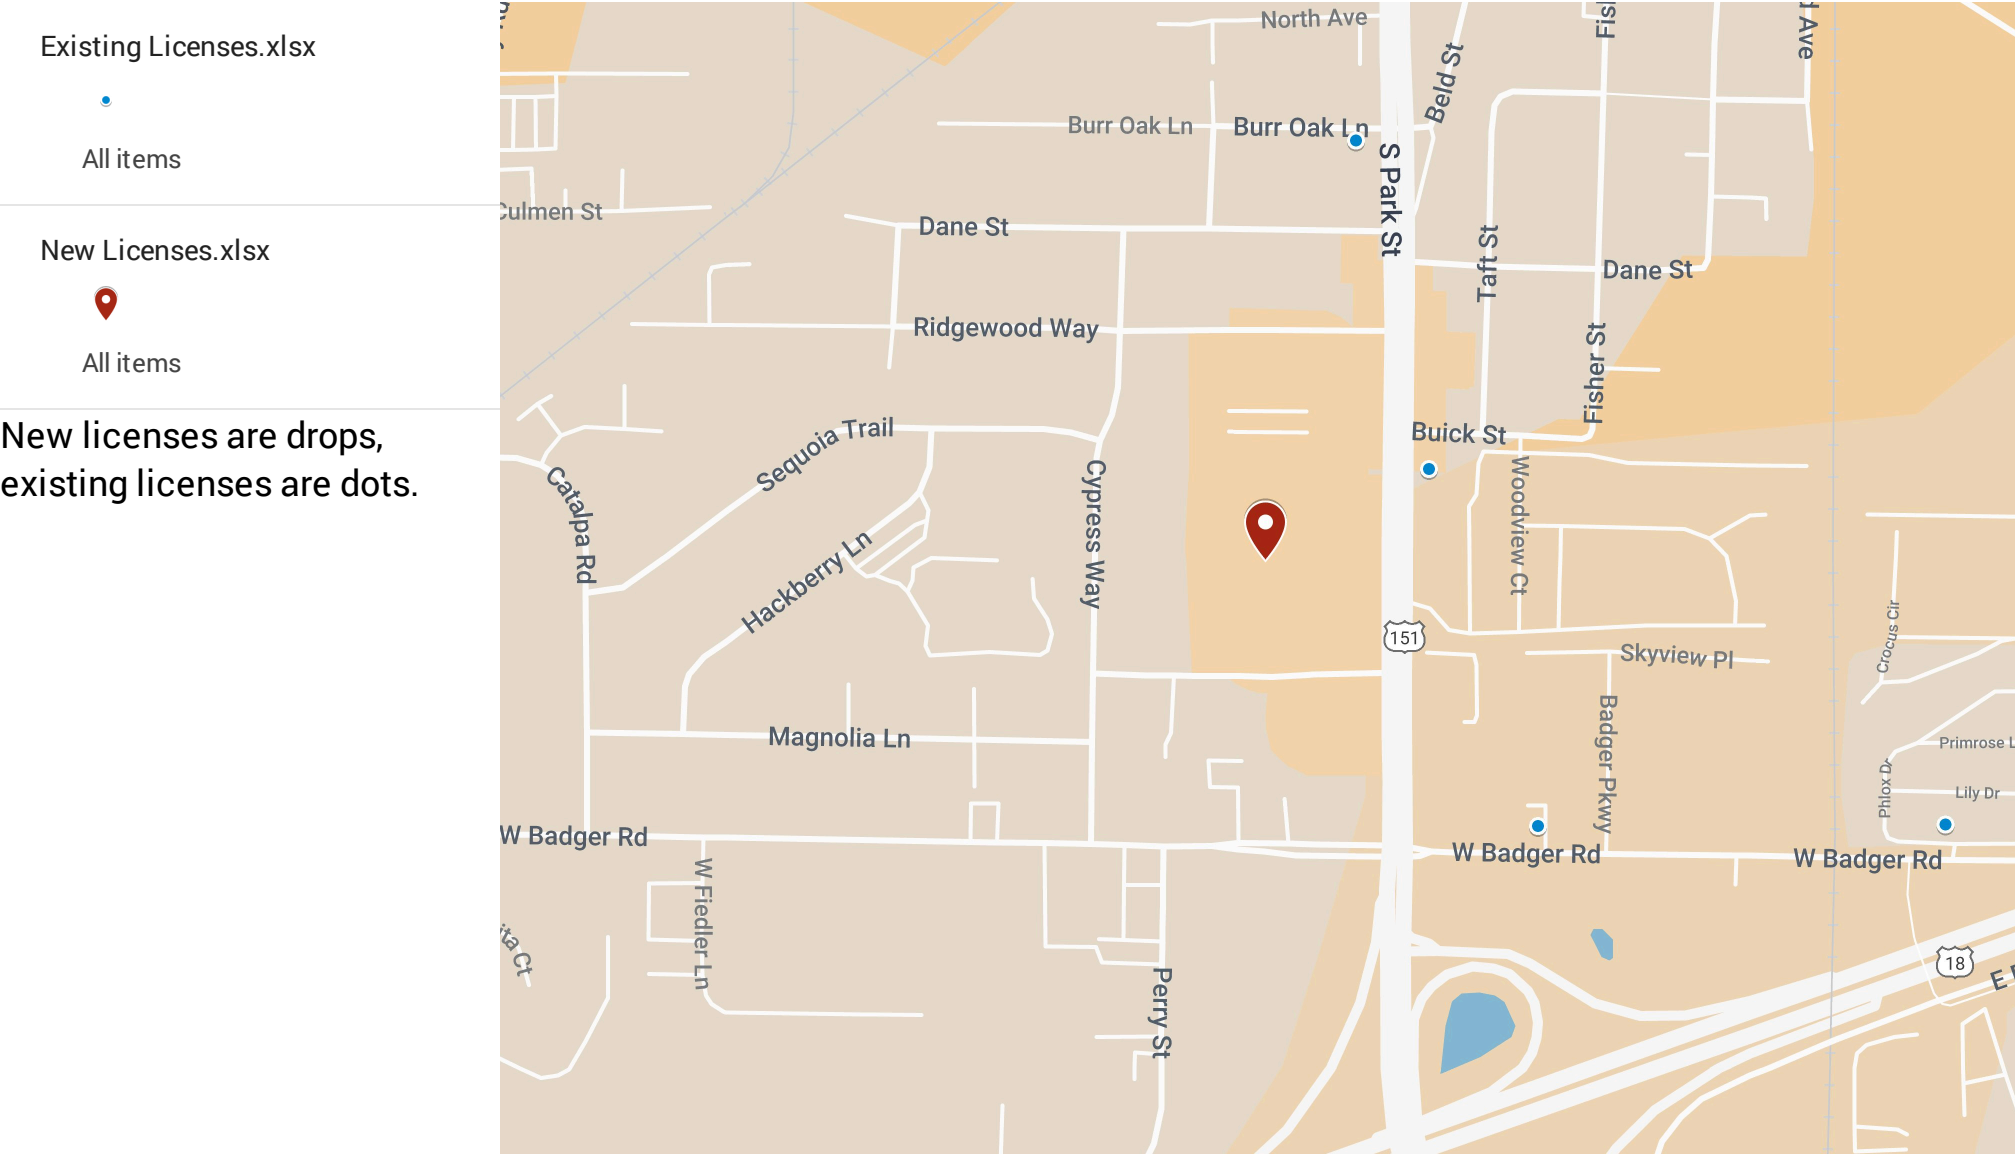 Existing Licenses.xlsx
All items
New Licenses.xlsx
All items
New licenses are drops,
existing licenses are dots.
North Ave
Beld St
Ave
Burr Oak Ln
Burr Oak Ln
S Park St
Culmen St
Dane St
Taft St
Dane St
Ridgewood Way
Fisher St
Sequoia Trail
Buick St
Catalpa Rd
Cypress Way
Woodview Ct
Hackberry Ln
151
Crocus Cir
Skyview Pl
Badger Pkwy
Magnolia Ln
Primrose L
Phlox Dr
Lily Dr
W Badger Rd
W Badger Rd
W Badger Rd
W Fiedler Ln
Ct
18
E
Perry St